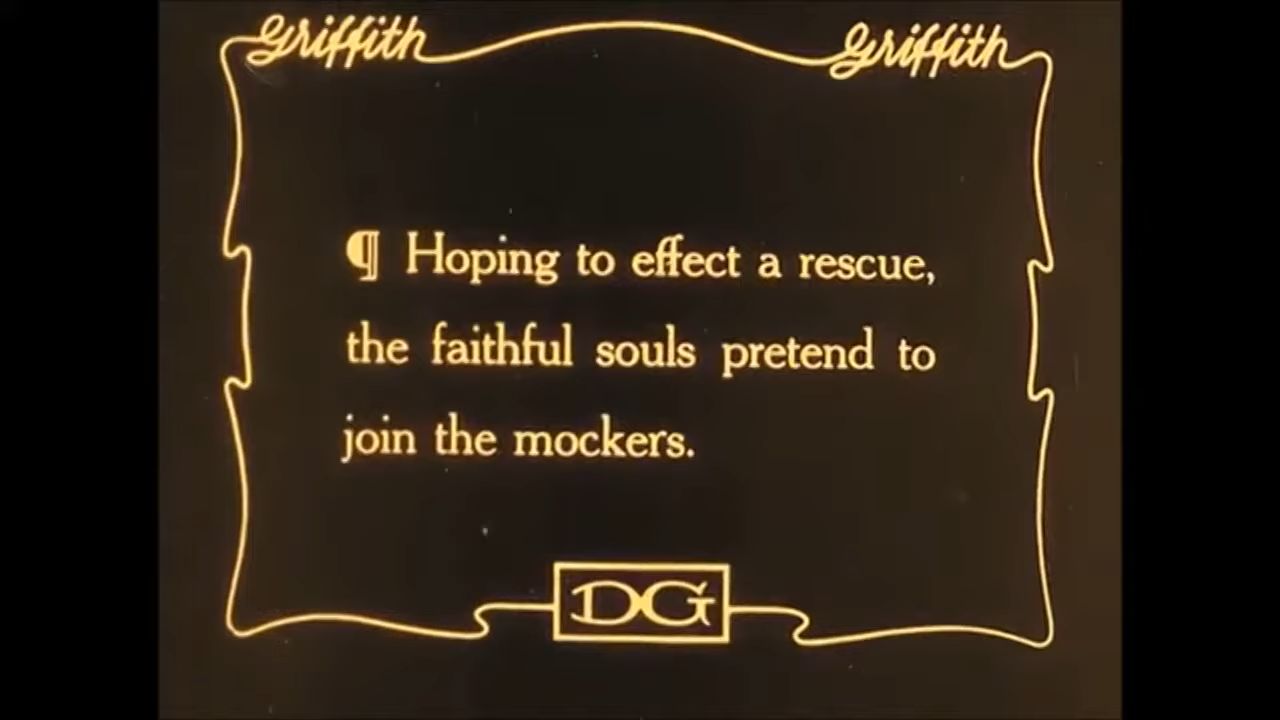 Griffith Griffith
¶ Hoping to effect a rescue,
the faithful souls pretend to
join the mockers.
DG